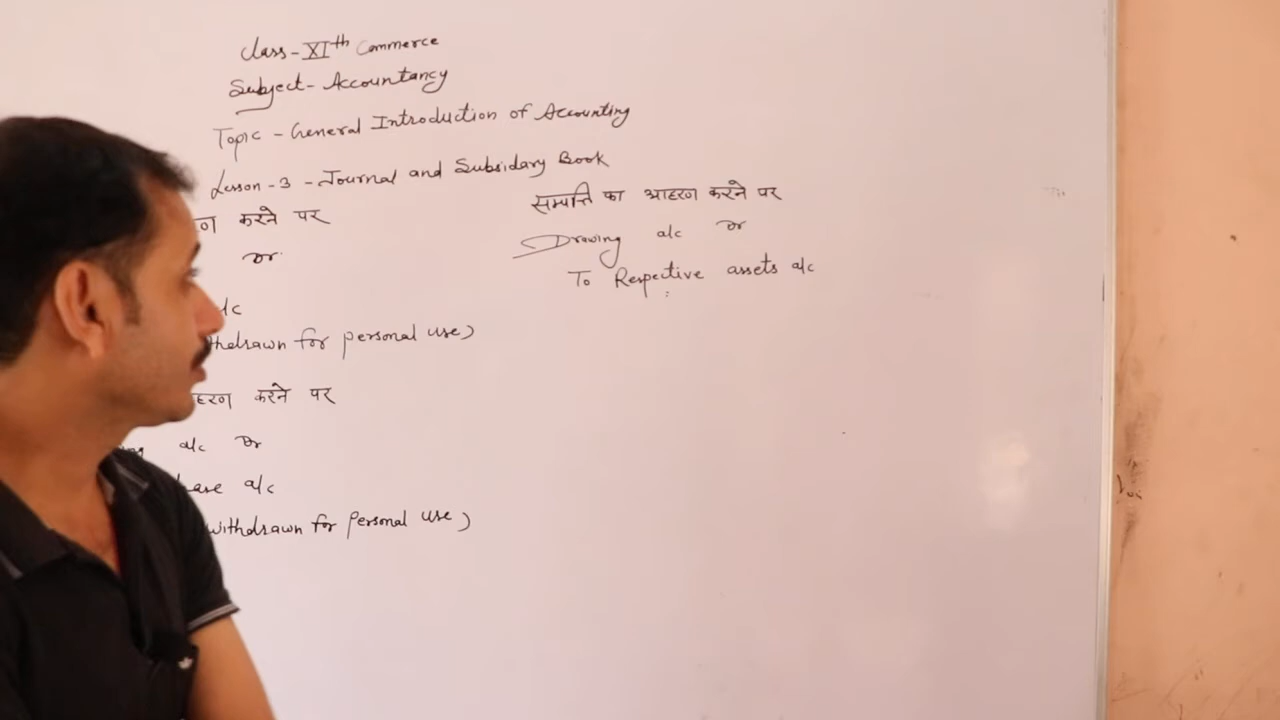 Class - XIth Commerce
Subject - Accountancy
Topic - General Introduction of Accounting
Lesson - 3 - Journal and Subsidary Book
करने पर
Dr
a/c
withdrawn for personal use)
करने पर
a/c Dr
a/c
withdrawn for Personal use)
सम्पत्ति का आहरण करने पर
Drawing a/c Dr
To Respective assets a/c